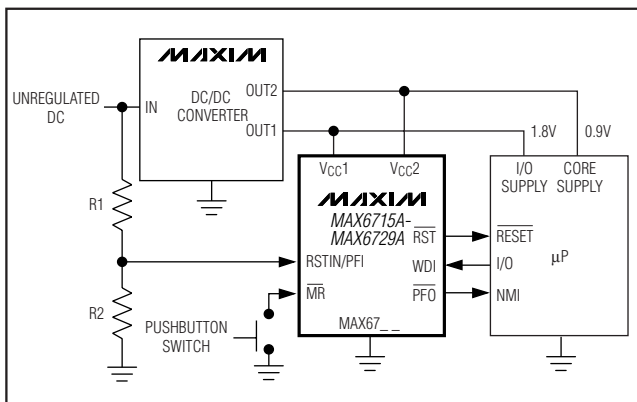 MAXIM
UNREGULATED
DC
IN
DC/DC
CONVERTER
OUT2
OUT1
1.8V
0.9V
R1
R2
VCC1
VCC2
MAXIM
MAX6715A-
MAX6729A
RSTIN/PFI
MR
RST
WDI
PFO
MAX67_ _
PUSHBUTTON
SWITCH
I/O
SUPPLY
CORE
SUPPLY
RESET
I/O
NMI
µP